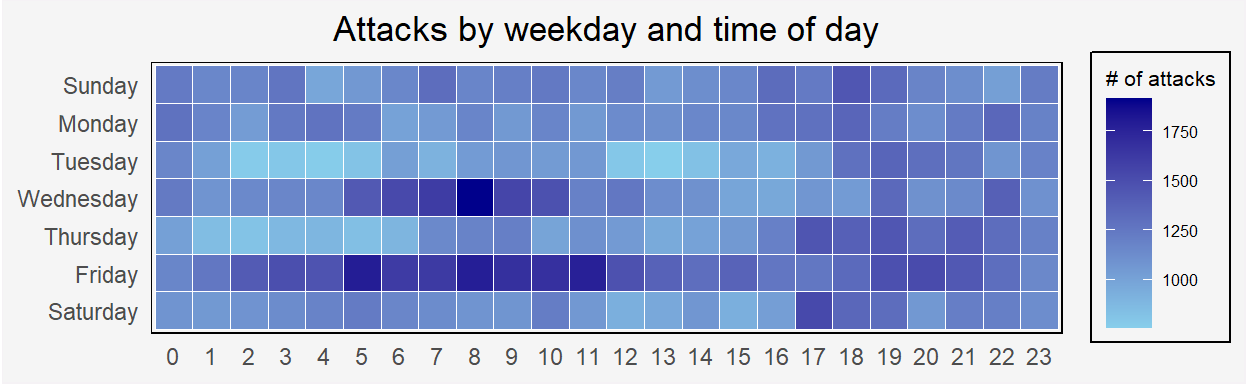 Attacks by weekday and time of day
Sunday
Monday
Tuesday
Wednesday
Thursday
Friday
Saturday
0 1 2 3 4 5 6 7 8 9 10 11 12 13 14 15 16 17 18 19 20 21 22 23
# of attacks
1750
1500
1250
1000